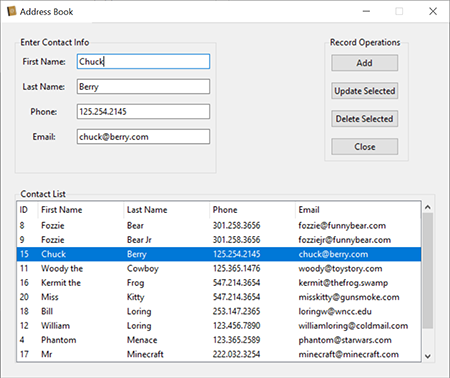 Address Book
Enter Contact Info
First Name: Chuck
Last Name: Berry
Phone: 125.254.2145
Email: chuck@berry.com
Record Operations
Add
Update Selected
Delete Selected
Close
Contact List
ID First Name Last Name Phone Email
8 Fozzie Bear 301.258.3656 fozzie@funnybear.com
9 Fozzie Bear Jr 301.258.3656 fozziejr@funnybear.com
15 Chuck Berry 125.254.2145 chuck@berry.com
11 Woody the Cowboy 125.365.1476 woody@toystory.com
16 Kermit the Frog 547.214.3654 kermit@thefrog.swamp
20 Miss Kitty 547.214.3654 misskitty@gunsmoke.com
18 Bill Loring 253.147.2365 loringw@wncc.edu
12 William Loring 123.456.7890 williamloring@coldmail.com
4 Phantom Menace 123.365.2589 phantom@starwars.com
17 Mr Minecraft 222.032.3254 minecraft@minecraft.com